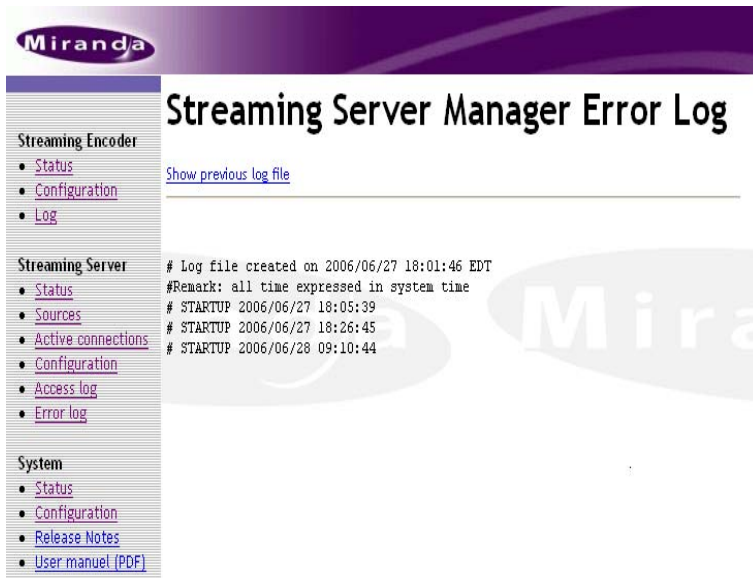 Miranda
Streaming Encoder
• Status
• Configuration
• Log
Streaming Server
• Status
• Sources
• Active connections
• Configuration
• Access log
• Error log
System
• Status
• Configuration
• Release Notes
• User manuel (PDF)
Streaming Server Manager Error Log
Show previous log file
# Log file created on 2006/06/27 18:01:46 EDT
#Remark: all time expressed in system time
# STARTUP 2006/06/27 18:05:39
# STARTUP 2006/06/27 18:26:45
# STARTUP 2006/06/28 09:10:44